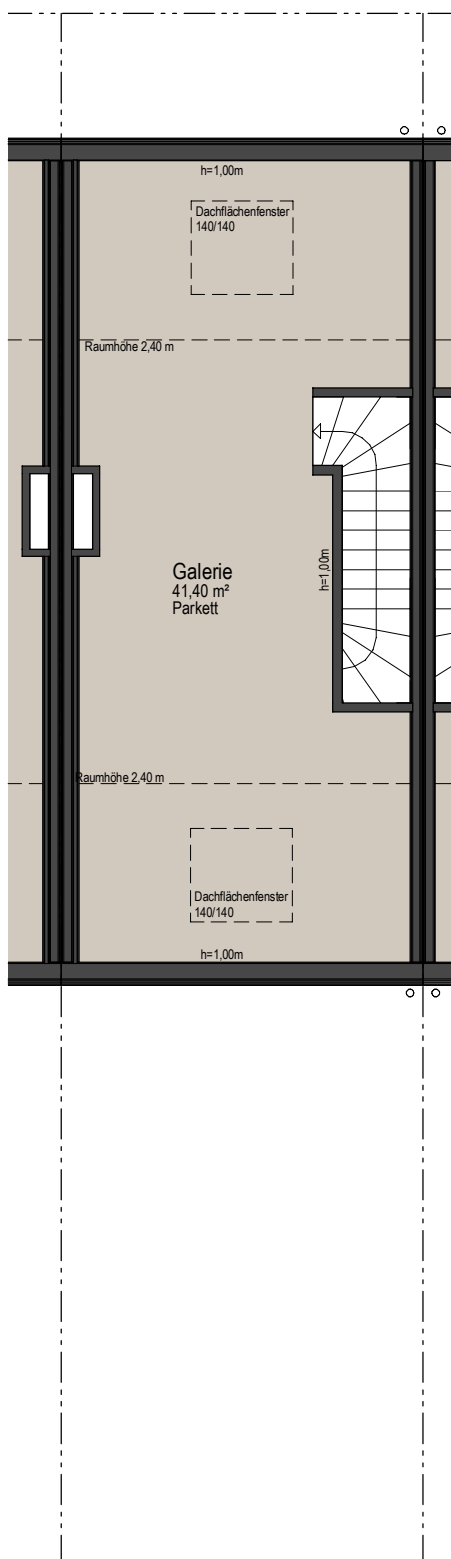 h=1,00m
Dachflächenfenster
140/140
Raumhöhe 2,40 m
h=1,00m
Galerie
41,40 m²
Parkett
Raumhöhe 2,40 m
Dachflächenfenster
140/140
h=1,00m